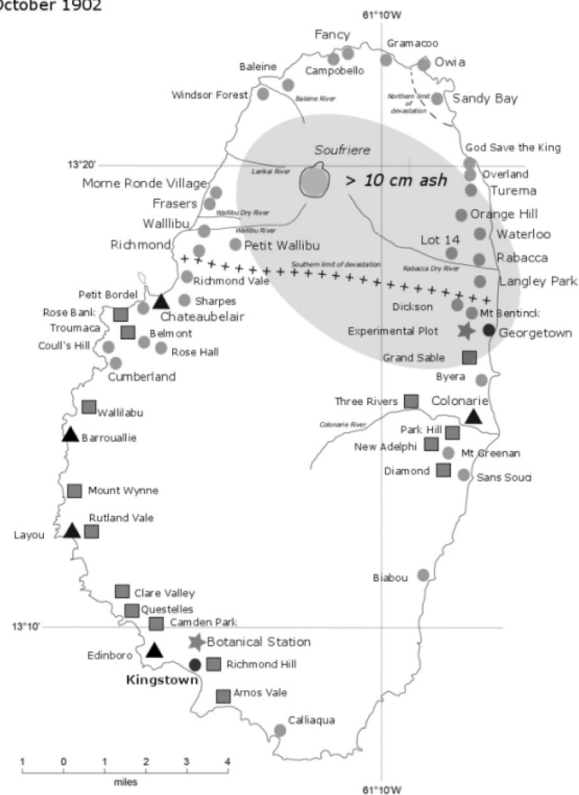 October 1902
61°10'W
Fancy
Gramacoo
Campobello
Owia
Baleine
Windsor Forest
Baleine River
Northern limit
of
devastation
Sandy Bay
God Save the King
Soufriere
13°20'
Larikai River
> 10 cm ash
Overland
Turema
Morne Ronde Village
Frasers
Wallibu Dry River
Orange Hill
Walllibu
Wallibu River
Waterloo
Richmond
Petit Wallibu
Lot 14
Rabacca
Southern limit of devastation
Rabacca Dry River
Richmond Vale
Langley Park
Petit Bordel
Sharpes
Dickson
Rose Bank
Chateaubelair
Mt Bentinck
Troumaca
Belmont
Experimental Plot
Georgetown
Coull's Hill
Rose Hall
Grand Sable
Cumberland
Byera
Three Rivers
Colonarie
Wallilabu
Colonarie River
Park Hill
Barrouallie
New Adelphi
Mt Greenan
Diamond
Sans Souci
Mount Wynne
Rutland Vale
Layou
Biabou
Clare Valley
Questelles
Camden Park
13°10'
Botanical Station
Edinboro
Richmond Hill
Kingstown
Arnos Vale
Calliaqua
1 0 1 2 3 4
miles
61°10'W